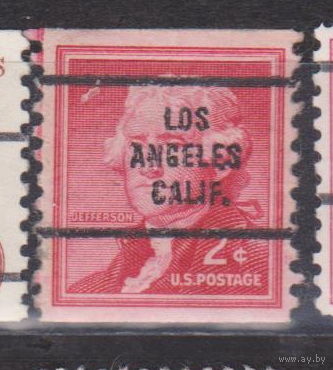 S
LOS
ANGELES
CALIF.
JEFFERSON
2¢
U.S.POSTAGE
www.ay.by